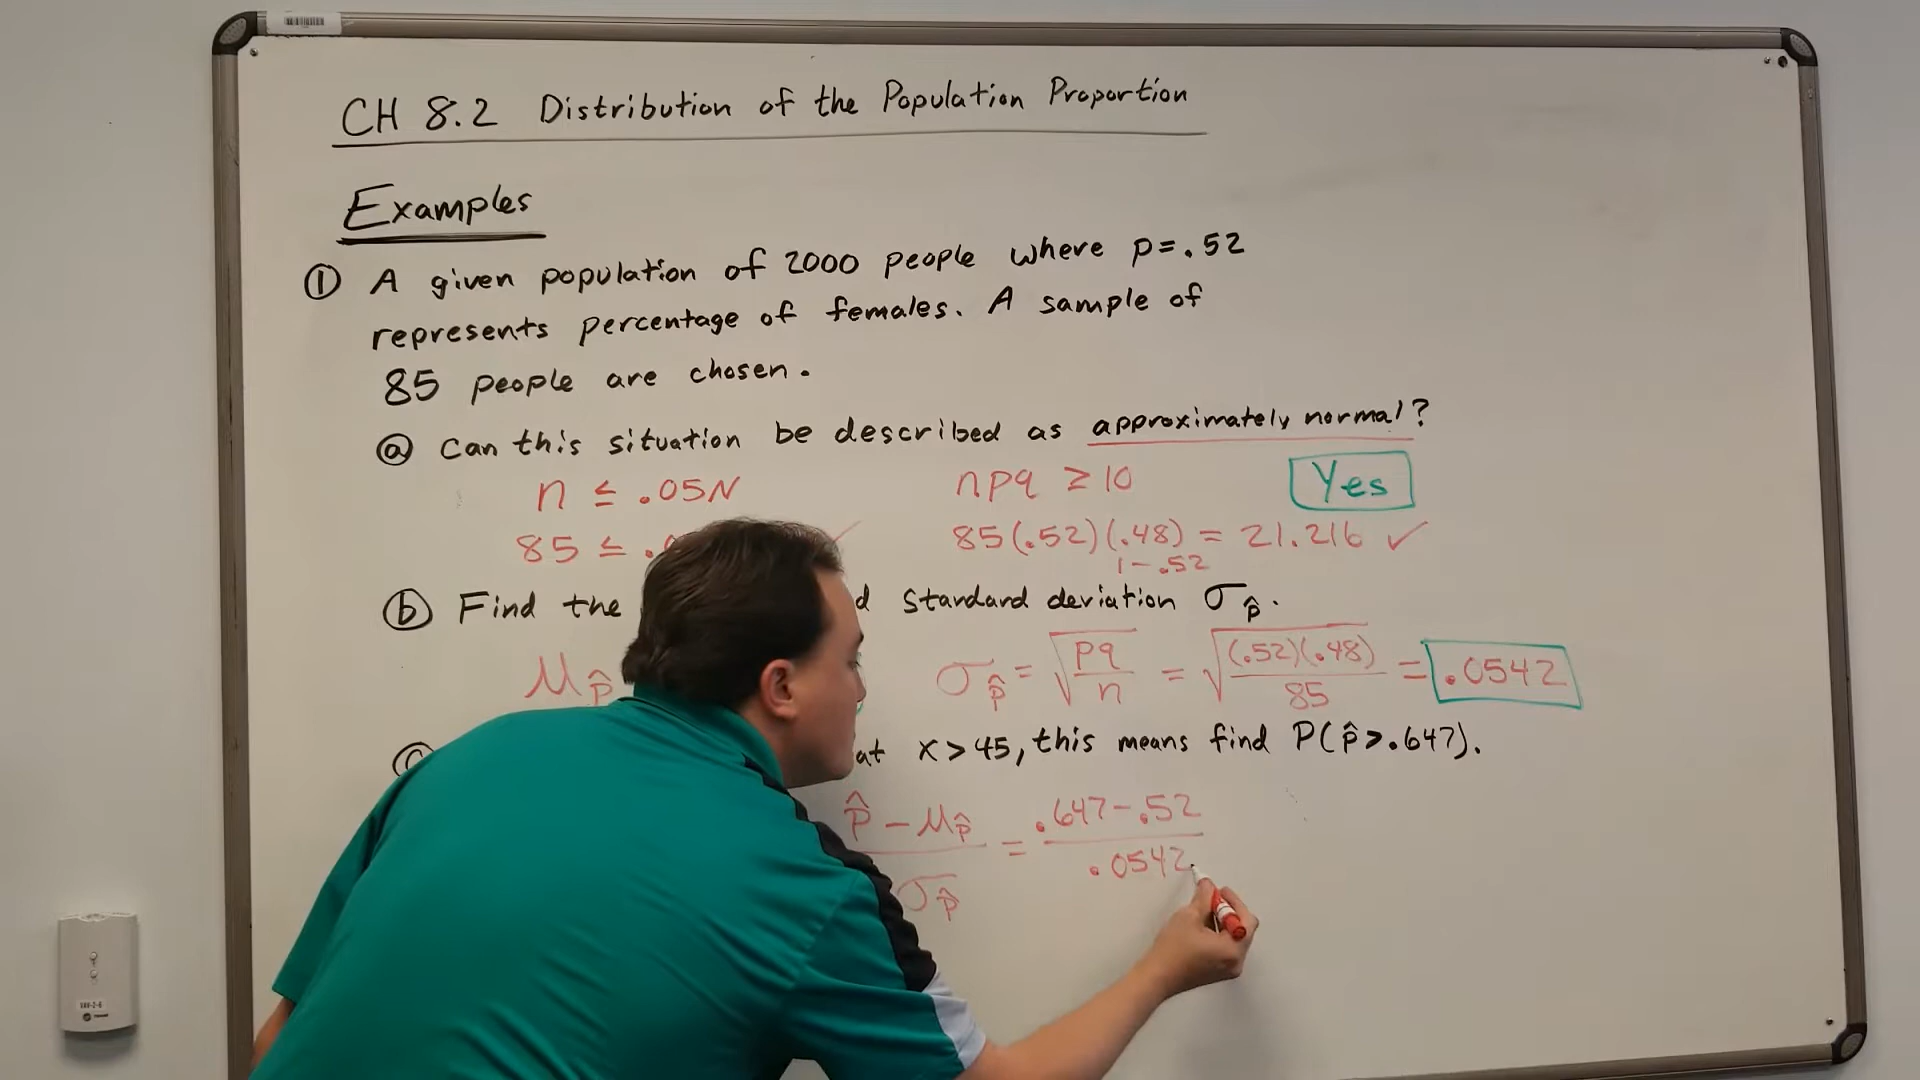 CH 8.2 Distribution of the Population Proportion
Examples
① A given population of 2000 people where p=.52
represents percentage of females. A sample of
85 people are chosen.
ⓐ Can this situation be described as approximately normal?
n ≤ .05N npq ≥ 10 Yes
85 ≤ .0 85(.52)(.48) = 21.216 ✓
1-.52
ⓑ Find the d standard deviation σp̂.
μp̂ σp̂ = √(pq/n) = √((.52)(.48)/85) = .0542
at x>45, this means find P(p̂>.647).
p̂ - μp̂ / σp̂ = .647-.52 / .0542